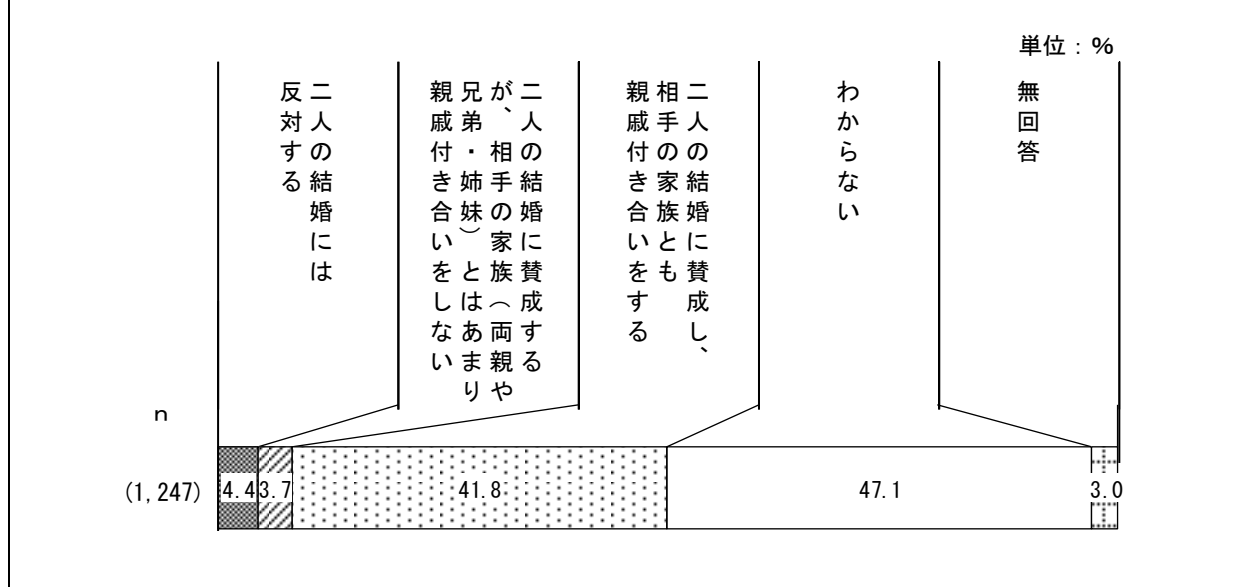 単位：％
二人の結婚には
反対する
二人の結婚に賛成する
が、相手の家族（両親や
兄弟・姉妹）とはあまり
親戚付き合いをしない
二人の結婚に賛成し、
相手の家族とも
親戚付き合いをする
わからない
無回答
ｎ
(1,247)
4.4
3.7
41.8
47.1
3.0